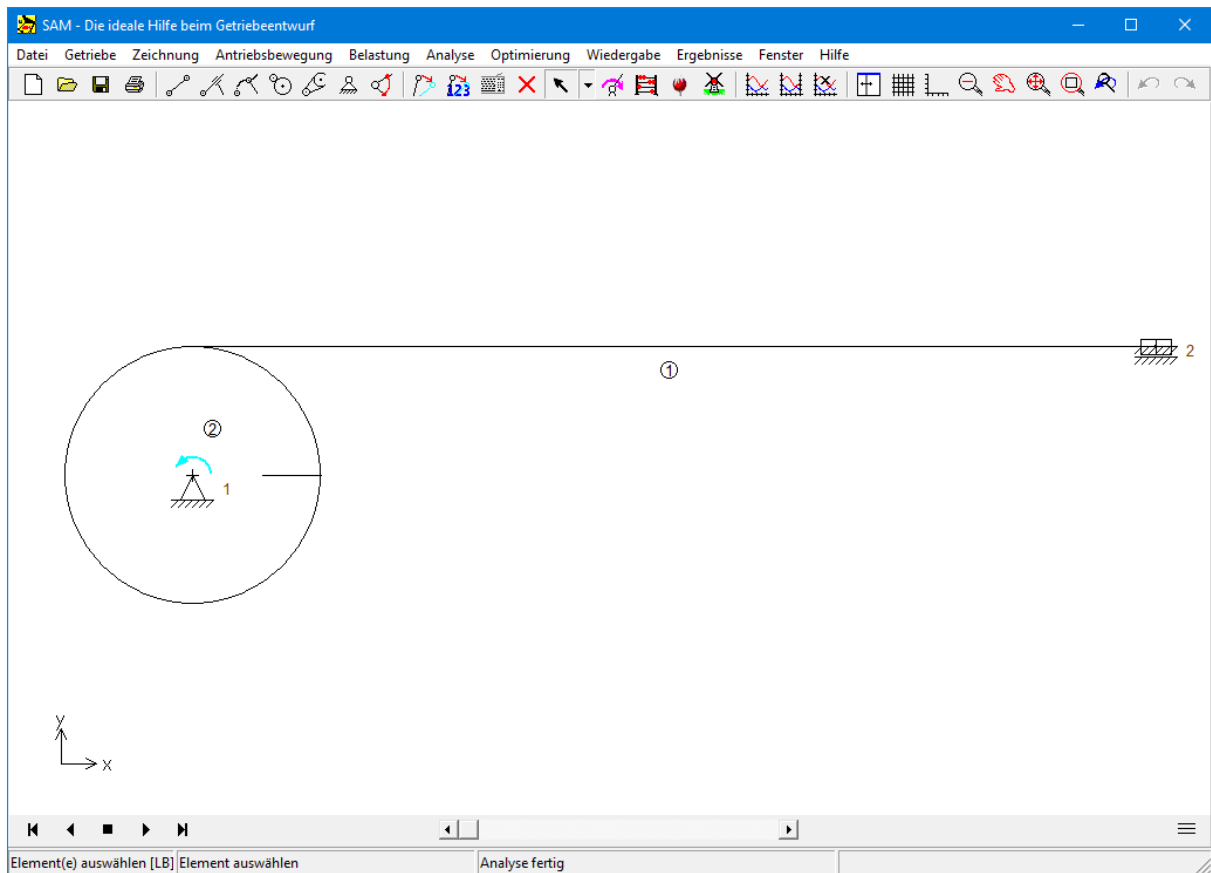 SAM - Die ideale Hilfe beim Getriebeentwurf
Datei Getriebe Zeichnung Antriebsbewegung Belastung Analyse Optimierung Wiedergabe Ergebnisse Fenster Hilfe
123
2
1
2
1
y
x
Element(e) auswählen [LB] Element auswählen Analyse fertig